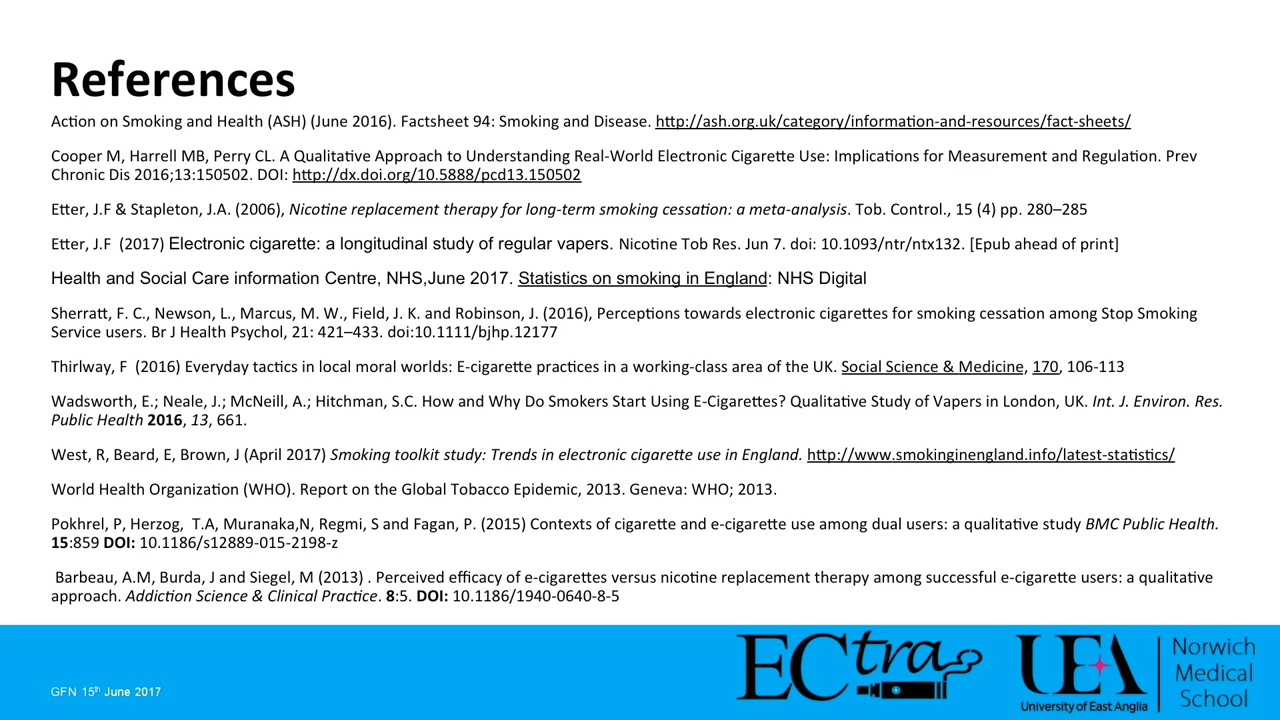 References
Action on Smoking and Health (ASH) (June 2016). Factsheet 94: Smoking and Disease. http://ash.org.uk/category/information-and-resources/fact-sheets/
Cooper M, Harrell MB, Perry CL. A Qualitative Approach to Understanding Real-World Electronic Cigarette Use: Implications for Measurement and Regulation. Prev
Chronic Dis 2016;13:150502. DOI: http://dx.doi.org/10.5888/pcd13.150502
Etter, J.F & Stapleton, J.A. (2006), Nicotine replacement therapy for long-term smoking cessation: a meta-analysis. Tob. Control., 15 (4) pp. 280–285
Etter, J.F (2017) Electronic cigarette: a longitudinal study of regular vapers. Nicotine Tob Res. Jun 7. doi: 10.1093/ntr/ntx132. [Epub ahead of print]
Health and Social Care information Centre, NHS,June 2017. Statistics on smoking in England: NHS Digital
Sherratt, F. C., Newson, L., Marcus, M. W., Field, J. K. and Robinson, J. (2016), Perceptions towards electronic cigarettes for smoking cessation among Stop Smoking
Service users. Br J Health Psychol, 21: 421–433. doi:10.1111/bjhp.12177
Thirlway, F (2016) Everyday tactics in local moral worlds: E-cigarette practices in a working-class area of the UK. Social Science & Medicine, 170, 106-113
Wadsworth, E.; Neale, J.; McNeill, A.; Hitchman, S.C. How and Why Do Smokers Start Using E-Cigarettes? Qualitative Study of Vapers in London, UK. Int. J. Environ. Res.
Public Health 2016, 13, 661.
West, R, Beard, E, Brown, J (April 2017) Smoking toolkit study: Trends in electronic cigarette use in England. http://www.smokinginengland.info/latest-statistics/
World Health Organization (WHO). Report on the Global Tobacco Epidemic, 2013. Geneva: WHO; 2013.
Pokhrel, P, Herzog, T.A, Muranaka,N, Regmi, S and Fagan, P. (2015) Contexts of cigarette and e-cigarette use among dual users: a qualitative study BMC Public Health.
15:859 DOI: 10.1186/s12889-015-2198-z
Barbeau, A.M, Burda, J and Siegel, M (2013) . Perceived efficacy of e-cigarettes versus nicotine replacement therapy among successful e-cigarette users: a qualitative
approach. Addiction Science & Clinical Practice. 8:5. DOI: 10.1186/1940-0640-8-5
GFN 15th June 2017
ECtra
UEA
University of East Anglia
Norwich
Medical
School